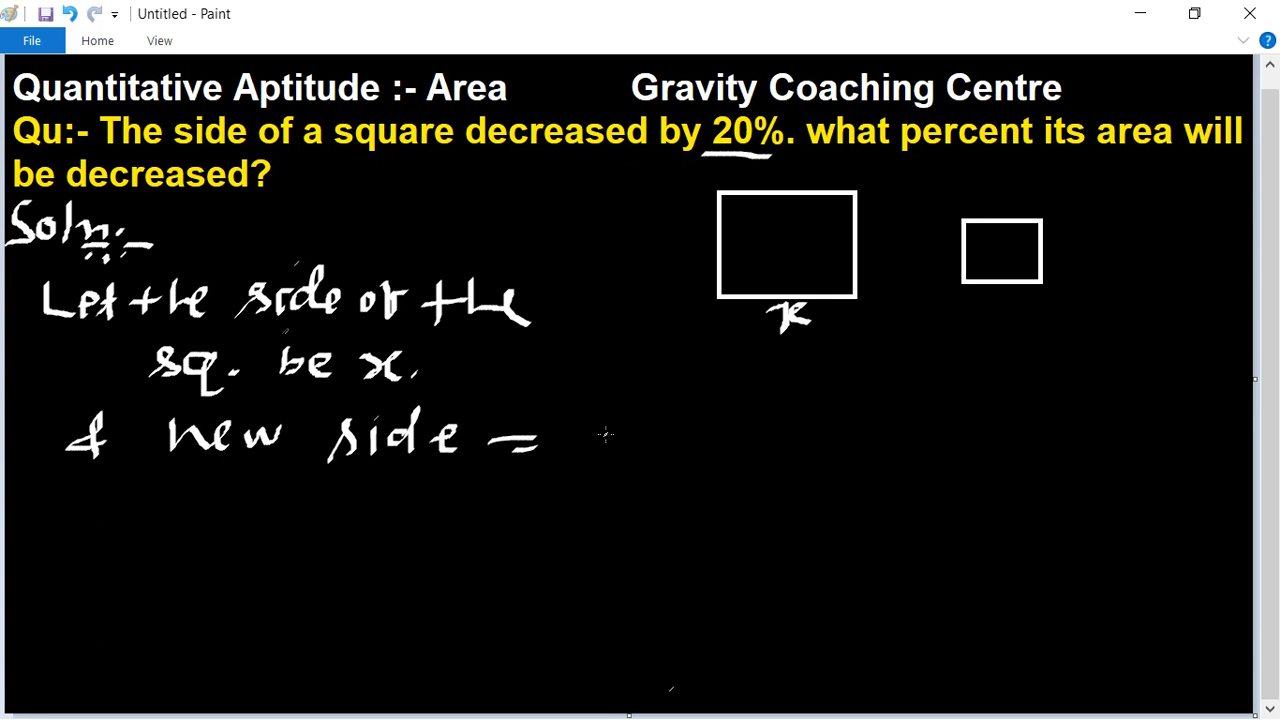 Untitled - Paint
File Home View
Quantitative Aptitude :- Area Gravity Coaching Centre
Qu:- The side of a square decreased by 20%. what percent its area will
be decreased?
Soln:-
Let the side of the
x
sq. be x.
& new side =